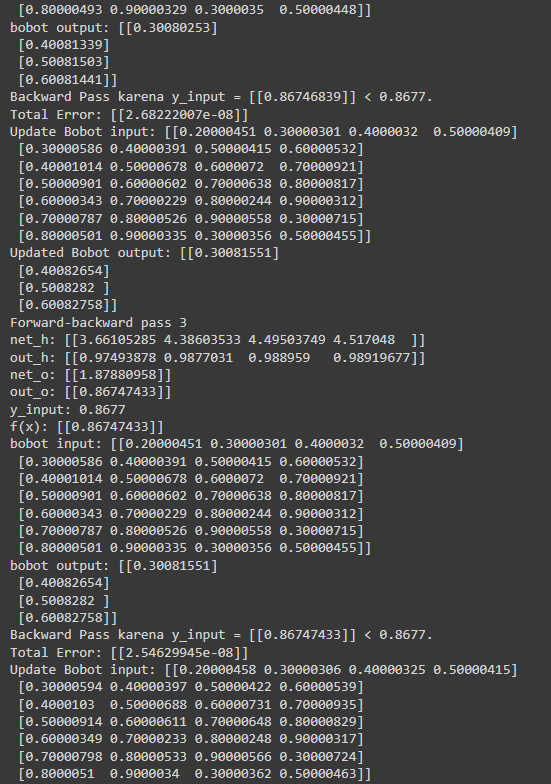 [0.80000493 0.90000329 0.3000035  0.50000448]]
bobot output: [[0.30080253]
 [0.40081339]
 [0.50081503]
 [0.60081441]]
Backward Pass karena y_input = [[0.86746839]] < 0.8677.
Total Error: [[2.68222007e-08]]
Update Bobot input: [[0.20000451 0.30000301 0.4000032  0.50000409]
 [0.30000586 0.40000391 0.50000415 0.60000532]
 [0.40001014 0.50000678 0.6000072  0.70000921]
 [0.50000901 0.60000602 0.70000638 0.80000817]
 [0.60000343 0.70000229 0.80000244 0.90000312]
 [0.70000787 0.80000526 0.90000558 0.30000715]
 [0.80000501 0.90000335 0.30000356 0.50000455]]
Updated Bobot output: [[0.30081551]
 [0.40082654]
 [0.5008282 ]
 [0.60082758]]
Forward-backward pass 3
net_h: [[3.66105285 4.38603533 4.49503749 4.517048  ]]
out_h: [[0.97493878 0.9877031  0.988959   0.98919677]]
net_o: [[1.87880958]]
out_o: [[0.86747433]]
y_input: 0.8677
f(x): [[0.86747433]]
bobot input: [[0.20000451 0.30000301 0.4000032  0.50000409]
 [0.30000586 0.40000391 0.50000415 0.60000532]
 [0.40001014 0.50000678 0.6000072  0.70000921]
 [0.50000901 0.60000602 0.70000638 0.80000817]
 [0.60000343 0.70000229 0.80000244 0.90000312]
 [0.70000787 0.80000526 0.90000558 0.30000715]
 [0.80000501 0.90000335 0.30000356 0.50000455]]
bobot output: [[0.30081551]
 [0.40082654]
 [0.5008282 ]
 [0.60082758]]
Backward Pass karena y_input = [[0.86747433]] < 0.8677.
Total Error: [[2.54629945e-08]]
Update Bobot input: [[0.20000458 0.30000306 0.40000325 0.50000415]
 [0.30000594 0.40000397 0.50000422 0.60000539]
 [0.4000103  0.50000688 0.60000731 0.70000935]
 [0.50000914 0.60000611 0.70000648 0.80000829]
 [0.60000349 0.70000233 0.80000248 0.90000317]
 [0.70000798 0.80000533 0.90000566 0.30000724]
 [0.8000051  0.9000034  0.30000362 0.50000463]]